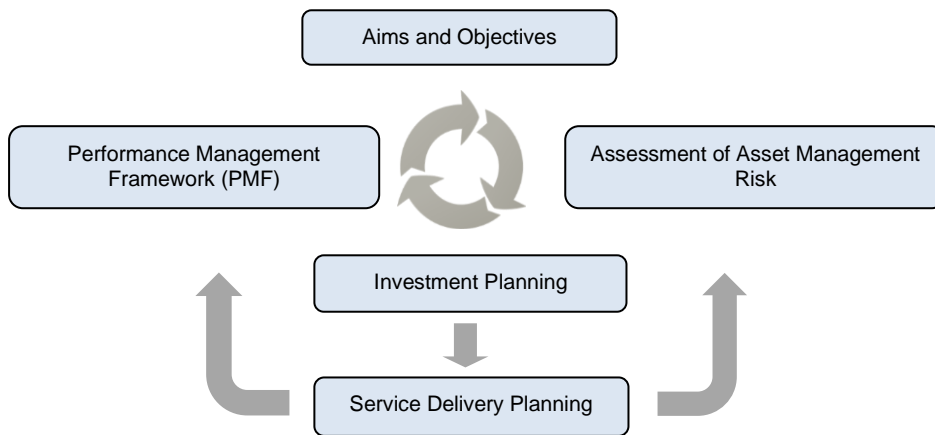 Aims and Objectives
Performance Management
Framework (PMF)
Assessment of Asset Management
Risk
Investment Planning
Service Delivery Planning